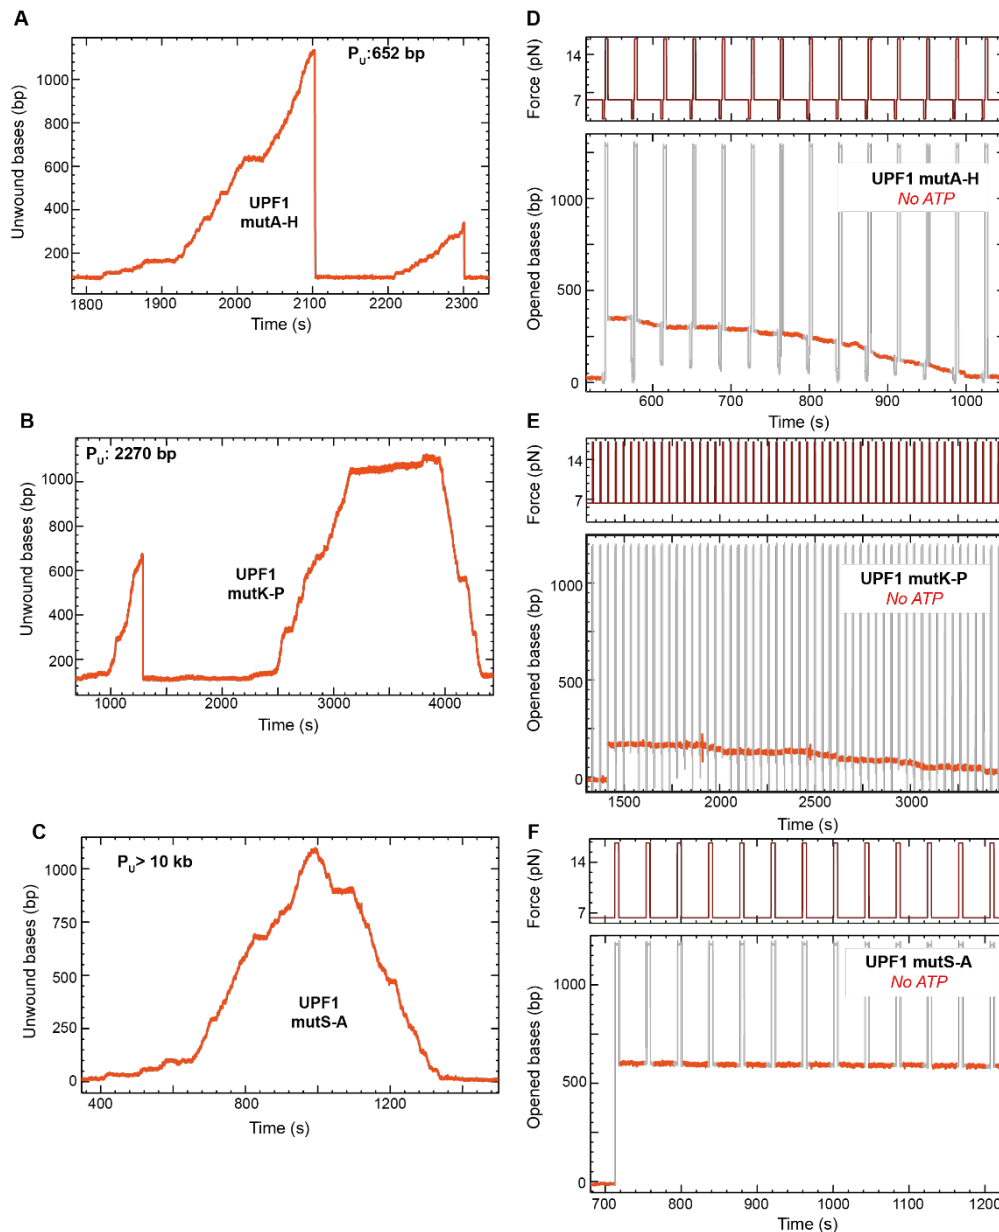 A
P_U:652 bp
Unwound bases (bp)
1000
800
600
400
200
UPF1
mutA-H
1800 1900 2000 2100 2200 2300
Time (s)
B
P_U: 2270 bp
Unwound bases (bp)
1000
800
600
400
200
UPF1
mutK-P
1000 2000 3000 4000
Time (s)
C
P_U> 10 kb
Unwound bases (bp)
1000
750
500
250
0
UPF1
mutS-A
400 800 1200
Time (s)
D
Force (pN)
14
7
UPF1 mutA-H
No ATP
Opened bases (bp)
1000
500
0
600 700 800 900 1000
Time (s)
E
Force (pN)
14
7
UPF1 mutK-P
No ATP
Opened bases (bp)
1000
500
0
1500 2000 2500 3000
Time (s)
F
Force (pN)
14
7
UPF1 mutS-A
No ATP
Opened bases (bp)
1000
500
0
700 800 900 1000 1100 1200
Time (s)